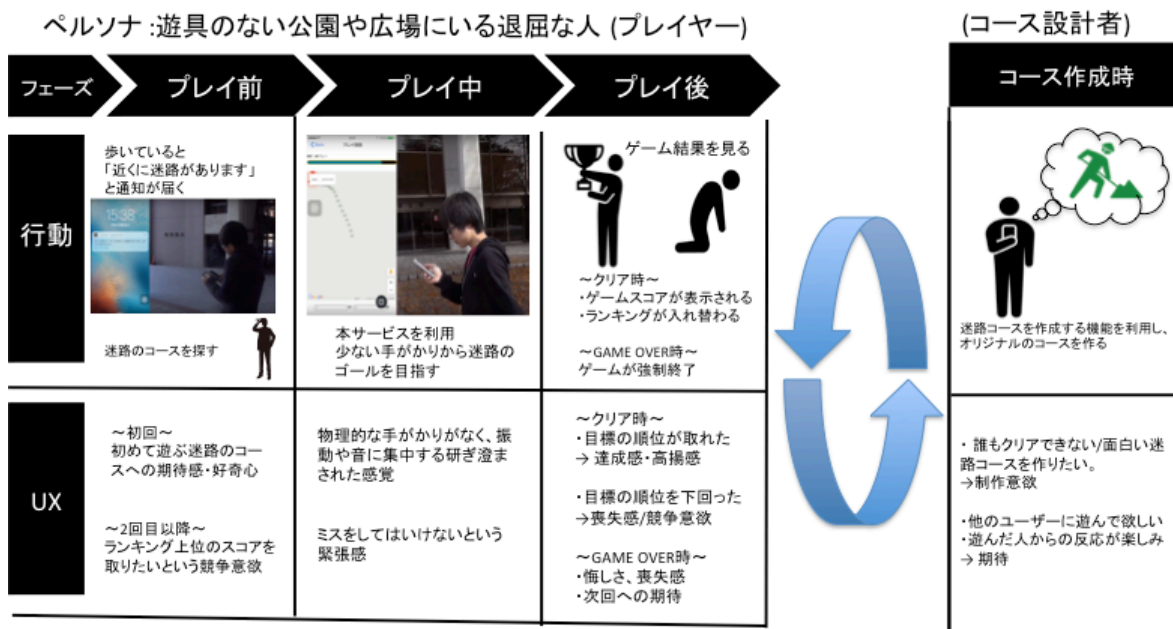 ペルソナ :遊具のない公園や広場にいる退屈な人 (プレイヤー)
(コース設計者)
フェーズ
プレイ前
プレイ中
プレイ後
コース作成時
行動
歩いていると
「近くに迷路があります」
と通知が届く
15:38
迷路のコースを探す
本サービスを利用
少ない手がかりから迷路の
ゴールを目指す
ゲーム結果を見る
～クリア時～
・ゲームスコアが表示される
・ランキングが入れ替わる
～GAME OVER時～
ゲームが強制終了
迷路コースを作成する機能を利用し、
オリジナルのコースを作る
UX
～初回～
初めて遊ぶ迷路のコー
スへの期待感・好奇心
～2回目以降～
ランキング上位のスコアを
取りたいという競争意欲
物理的な手がかりがなく、振
動や音に集中する研ぎ澄ま
された感覚
ミスをしてはいけないという
緊張感
～クリア時～
・目標の順位が取れた
→ 達成感・高揚感
・目標の順位を下回った
→喪失感/競争意欲
～GAME OVER時～
・悔しさ、喪失感
・次回への期待
・ 誰もクリアできない/面白い迷
路コースを作りたい。
→制作意欲
・他のユーザーに遊んで欲しい
・遊んだ人からの反応が楽しみ
→ 期待